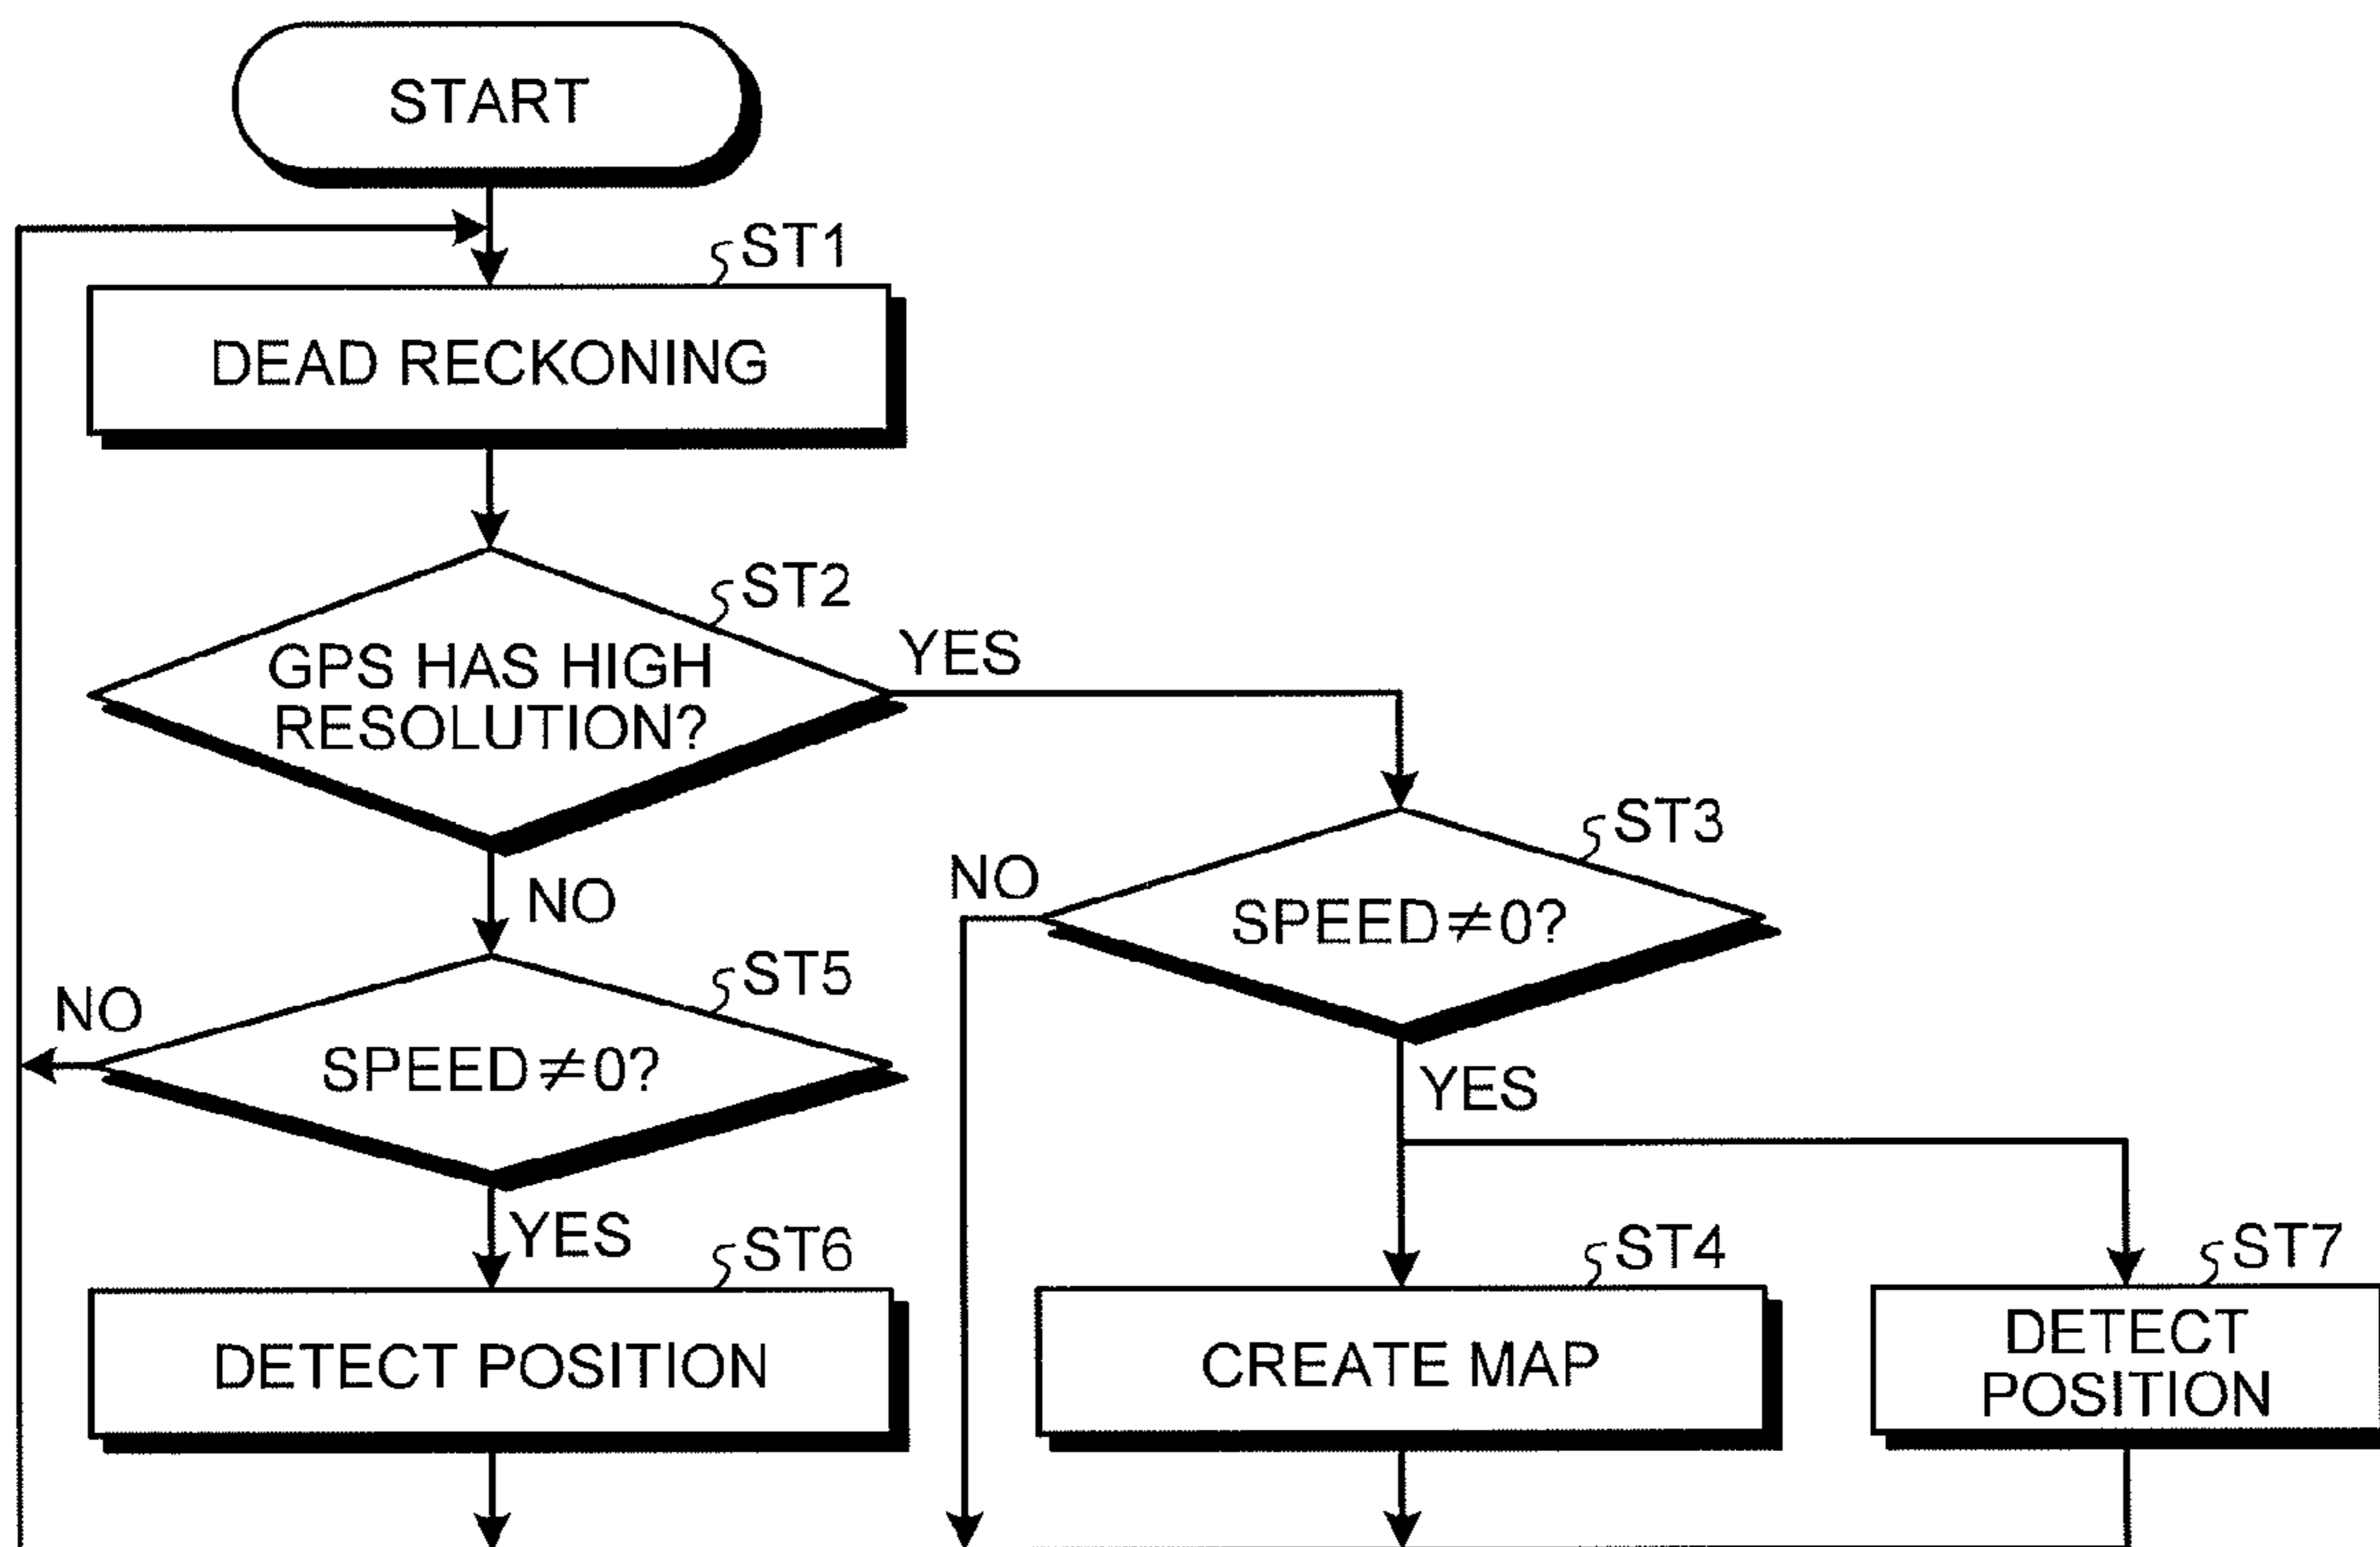 START
ST1
DEAD RECKONING
ST2
GPS HAS HIGH
RESOLUTION?
YES
NO
ST3
SPEED≠0?
NO
YES
ST5
SPEED≠0?
NO
YES
ST6
DETECT POSITION
ST4
CREATE MAP
ST7
DETECT
POSITION